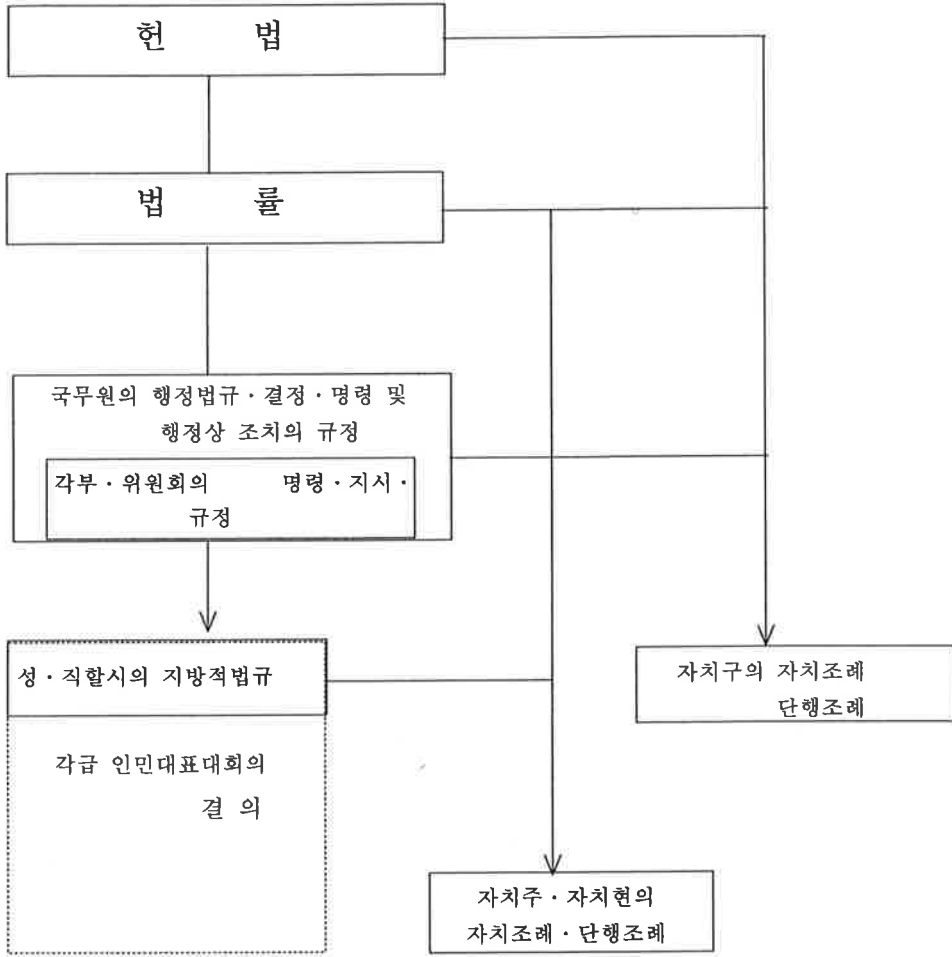 헌 법
법 률
국무원의 행정법규·결정·명령 및
행정상 조치의 규정
각부·위원회의 명령·지시·
규정
성·직할시의 지방적법규
각급 인민대표대회의
결 의
자치구의 자치조례
단행조례
자치주·자치현의
자치조례·단행조례